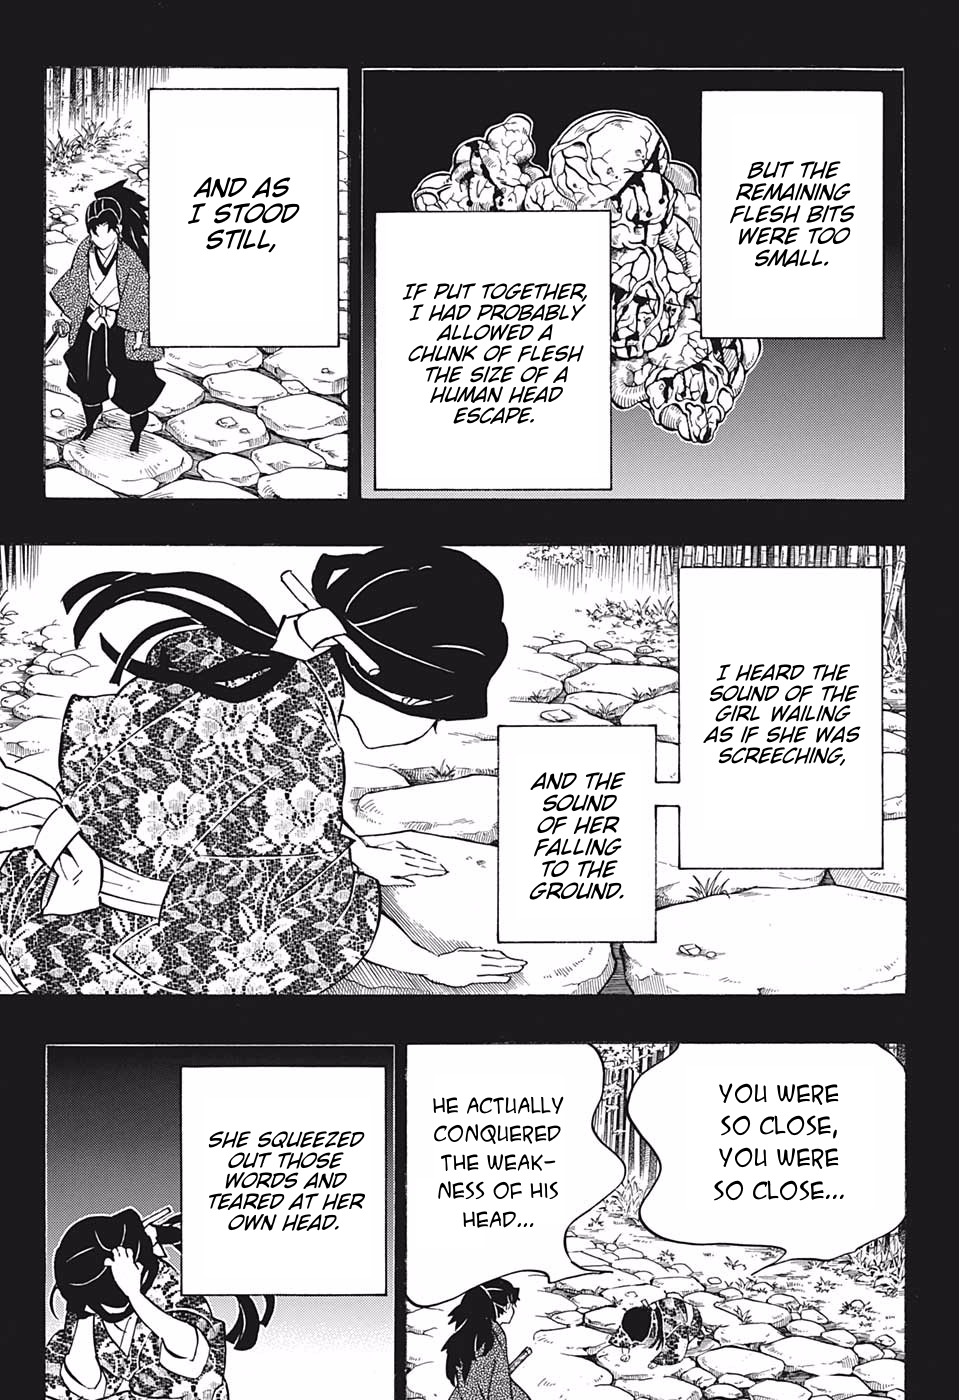 BUT THE
REMAINING
FLESH BITS
WERE TOO
SMALL.
IF PUT TOGETHER,
I HAD PROBABLY
ALLOWED A
CHUNK OF FLESH
THE SIZE OF A
HUMAN HEAD
ESCAPE.
AND AS
I STOOD
STILL,
I HEARD THE
SOUND OF THE
GIRL WAILING
AS IF SHE WAS
SCREECHING,
AND THE
SOUND
OF HER
FALLING
TO THE
GROUND.
YOU WERE
SO CLOSE,
YOU WERE
SO CLOSE...
HE ACTUALLY
CONQUERED
THE WEAK-
NESS OF HIS
HEAD...
SHE SQUEEZED
OUT THOSE
WORDS AND
TEARED AT HER
OWN HEAD.